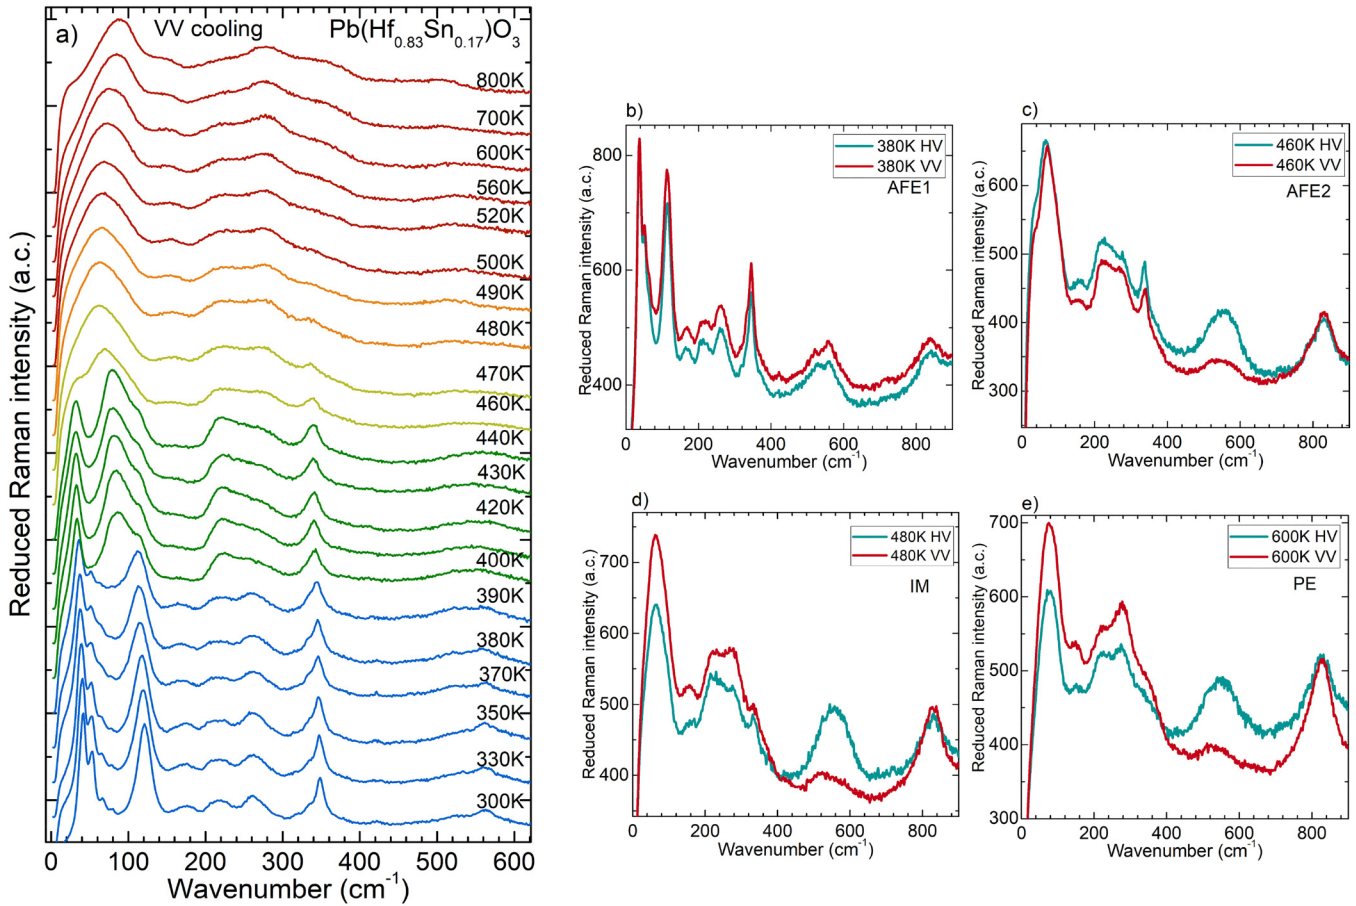 a) VV cooling Pb(Hf0.83Sn0.17)O3
800K
700K
600K
560K
520K
500K
490K
480K
470K
460K
440K
430K
420K
400K
390K
380K
370K
350K
330K
300K
Reduced Raman intensity (a.c.)
0 100 200 300 400 500 600
Wavenumber (cm-1)
b)
380K HV
380K VV
AFE1
Reduced Raman intensity (a.c.)
800
600
400
0 200 400 600 800
Wavenumber (cm-1)
c)
460K HV
460K VV
AFE2
Reduced Raman intensity (a.c.)
600
500
400
300
0 200 400 600 800
Wavenumber (cm-1)
d)
480K HV
480K VV
IM
Reduced Raman intensity (a.c.)
700
600
500
400
0 200 400 600 800
Wavenumber (cm-1)
e)
600K HV
600K VV
PE
Reduced Raman intensity (a.c.)
700
600
500
400
300
0 200 400 600 800
Wavenumber (cm-1)